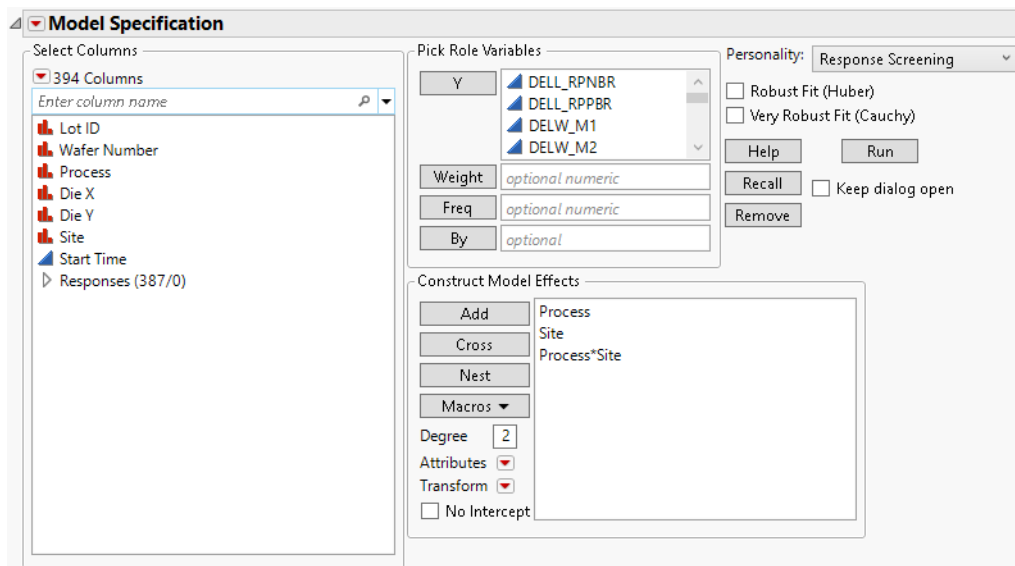 Model Specification
Select Columns
394 Columns
Enter column name
Lot ID
Wafer Number
Process
Die X
Die Y
Site
Start Time
Responses (387/0)
Pick Role Variables
Y
DELL_RPNBR
DELL_RPPBR
DELW_M1
DELW_M2
Weight optional numeric
Freq optional numeric
By optional
Personality: Response Screening
Robust Fit (Huber)
Very Robust Fit (Cauchy)
Help Run
Recall Keep dialog open
Remove
Construct Model Effects
Add
Cross
Nest
Macros
Degree 2
Attributes
Transform
No Intercept
Process
Site
Process*Site